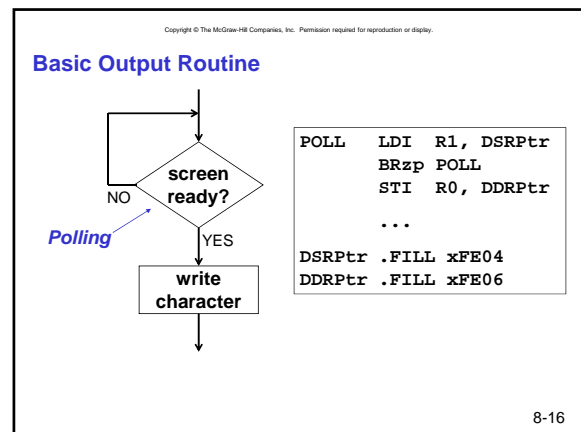 Copyright © The McGraw-Hill Companies, Inc. Permission required for reproduction or display.
Basic Output Routine
screen
ready?
NO
Polling
YES
write
character
POLL LDI R1, DSRPtr
BRzp POLL
STI R0, DDRPtr
...
DSRPtr .FILL xFE04
DDRPtr .FILL xFE06
8-16